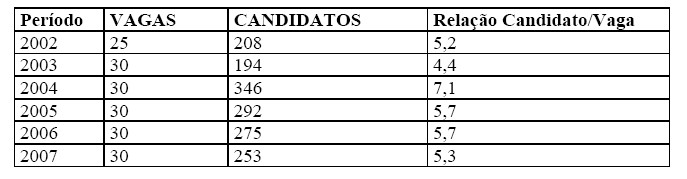 Período VAGAS CANDIDATOS Relação Candidato/Vaga
2002 25 208 5,2
2003 30 194 4,4
2004 30 346 7,1
2005 30 292 5,7
2006 30 275 5,7
2007 30 253 5,3